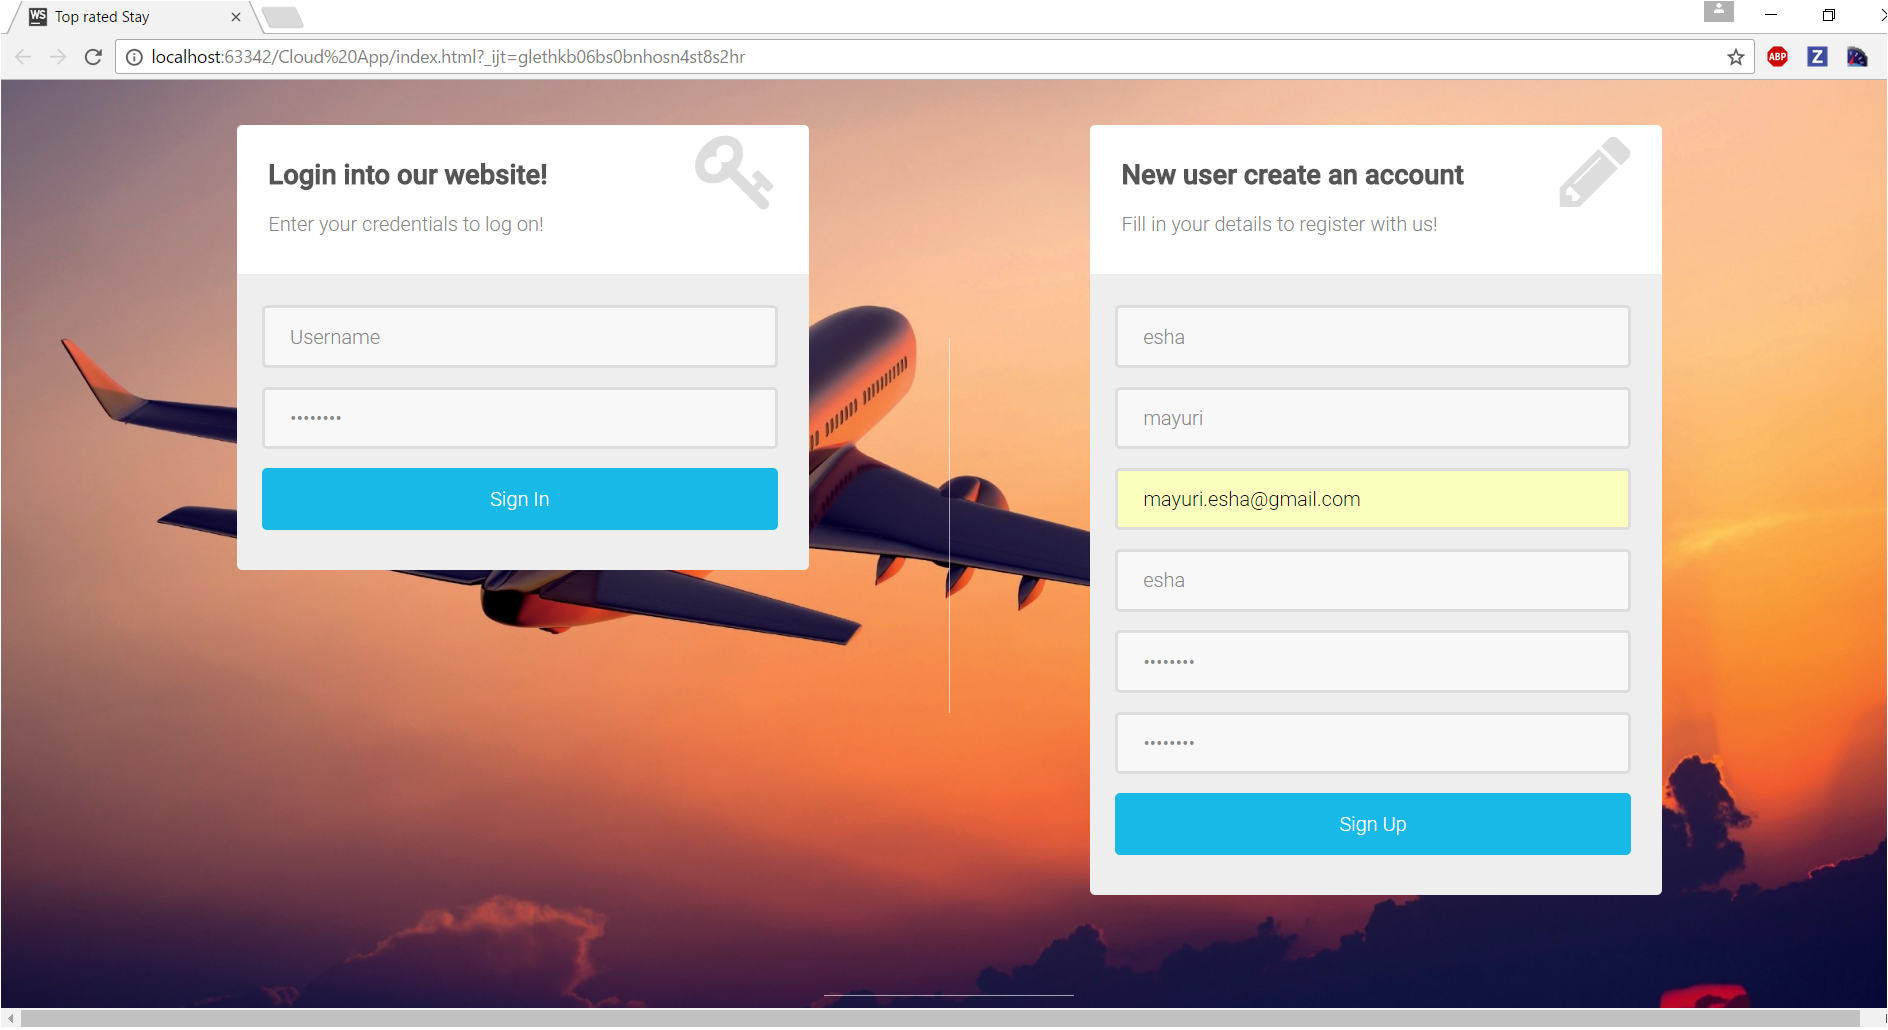 WS Top rated Stay
localhost:63342/Cloud%20App/index.html?_ijt=glethkb06bs0bnhosn4st8s2hr
ABP
Z
Login into our website!
Enter your credentials to log on!
Username
••••••••
Sign In
New user create an account
Fill in your details to register with us!
esha
mayuri
mayuri.esha@gmail.com
esha
••••••••
••••••••
Sign Up